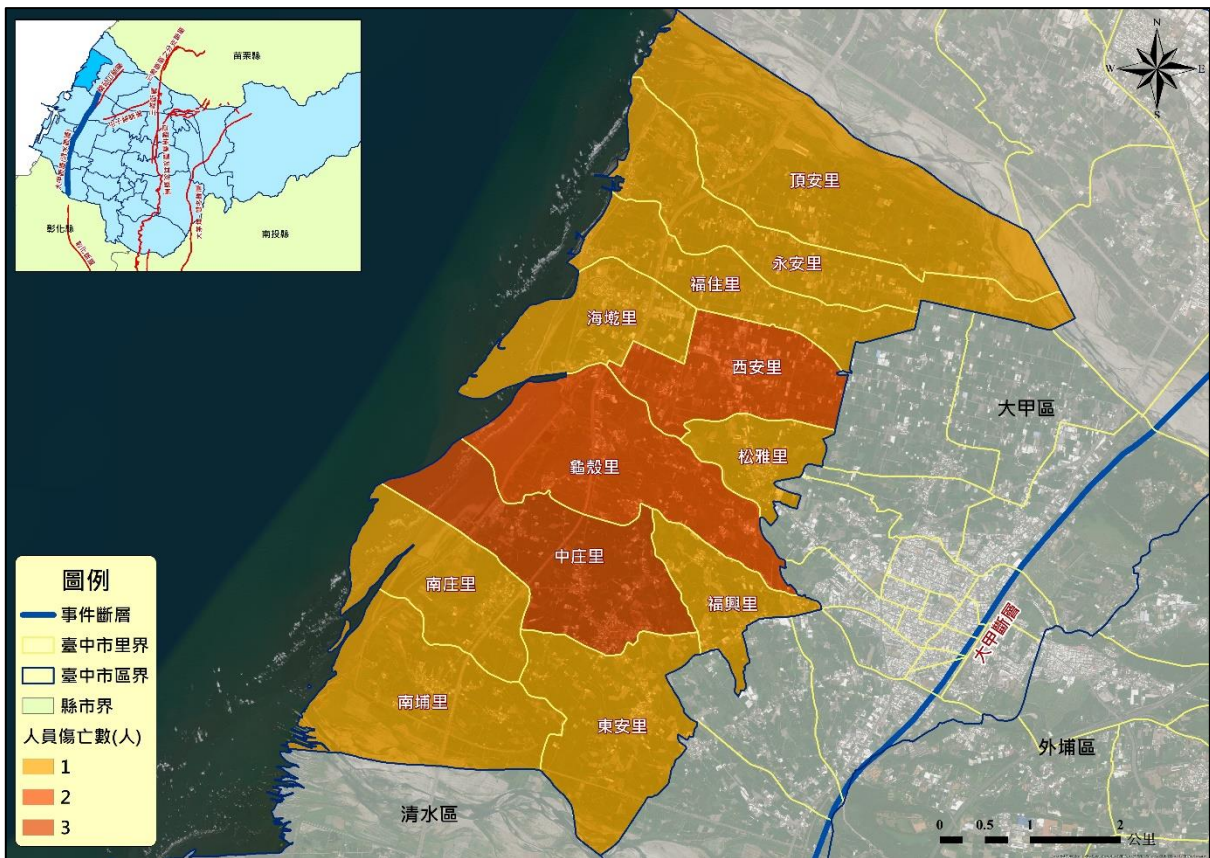 苗栗縣
彰化縣
南投縣
N
W
E
S
頂安里
永安里
福住里
海墘里
西安里
大甲區
松雅里
龜殼里
中庄里
南庄里
福興里
大甲斷層
南埔里
東安里
外埔區
清水區
圖例
事件斷層
臺中市里界
臺中市區界
縣市界
人員傷亡數(人)
1
2
3
0 0.5 1 2
公里